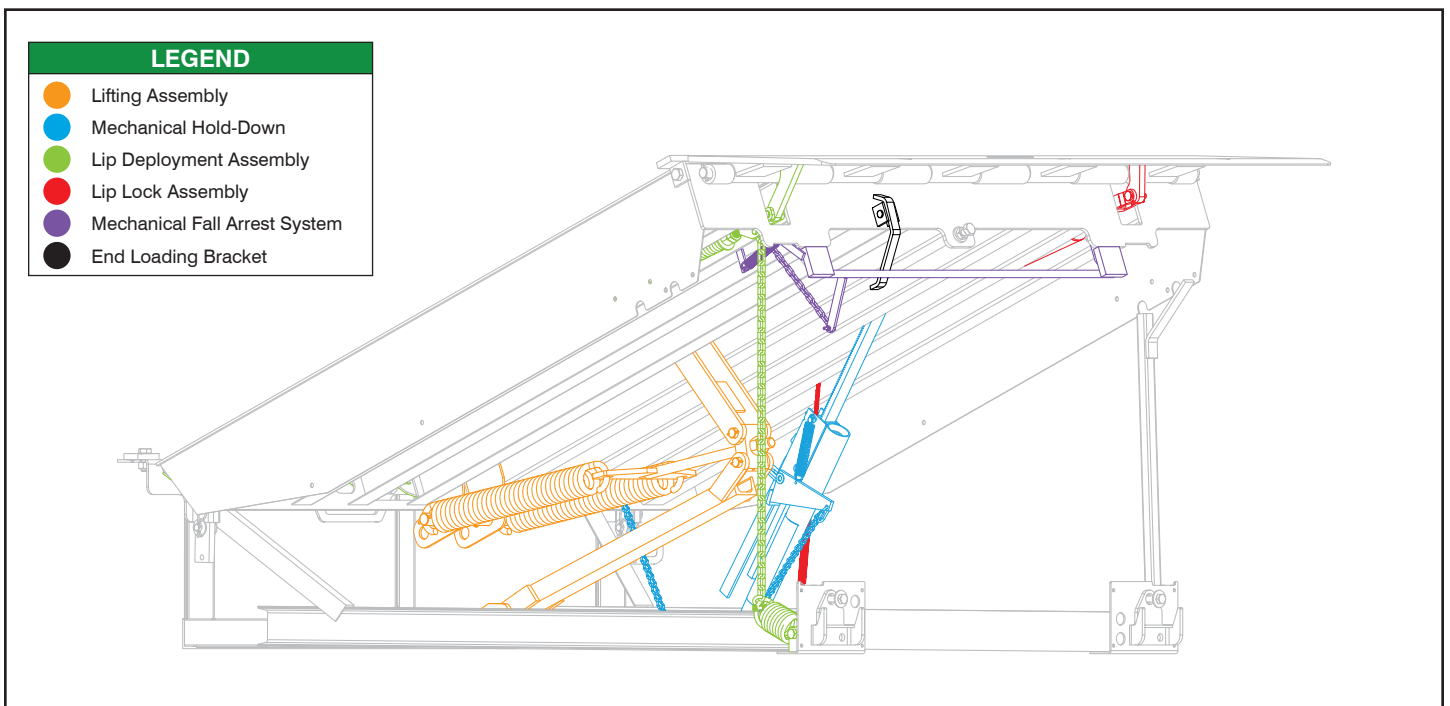 LEGEND
Lifting Assembly
Mechanical Hold-Down
Lip Deployment Assembly
Lip Lock Assembly
Mechanical Fall Arrest System
End Loading Bracket